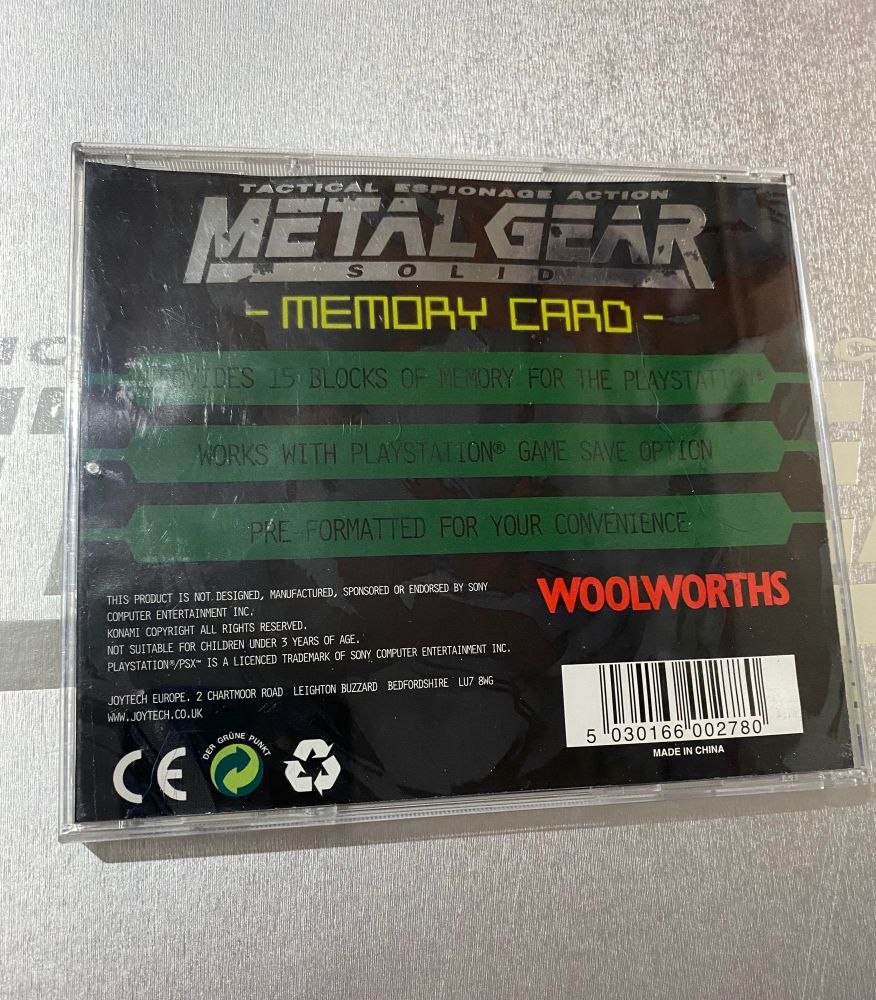 TACTICAL ESPIONAGE ACTION
METAL GEAR
SOLID
- MEMORY CARD -
PROVIDES 15 BLOCKS OF MEMORY FOR THE PLAYSTATION®
WORKS WITH PLAYSTATION® GAME SAVE OPTION
PRE-FORMATTED FOR YOUR CONVENIENCE
THIS PRODUCT IS NOT DESIGNED, MANUFACTURED, SPONSORED OR ENDORSED BY SONY
COMPUTER ENTERTAINMENT INC.
KONAMI COPYRIGHT ALL RIGHTS RESERVED.
NOT SUITABLE FOR CHILDREN UNDER 3 YEARS OF AGE.
PLAYSTATION®/PSX™ IS A LICENCED TRADEMARK OF SONY COMPUTER ENTERTAINMENT INC.
JOYTECH EUROPE. 2 CHARTMOOR ROAD LEIGHTON BUZZARD BEDFORDSHIRE LU7 8WG
WWW.JOYTECH.CO.UK
WOOLWORTHS
5 030166 002780
MADE IN CHINA
CE
DER GRÜNE PUNKT